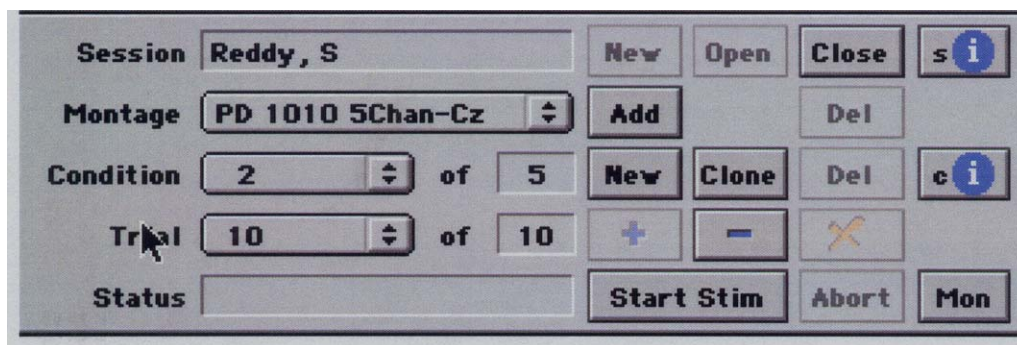 Session Reddy, S New Open Close s i
Montage PD 1010 5Chan-Cz Add Del
Condition 2 of 5 New Clone Del c i
Trial 10 of 10 + -
Status Start Stim Abort Mon